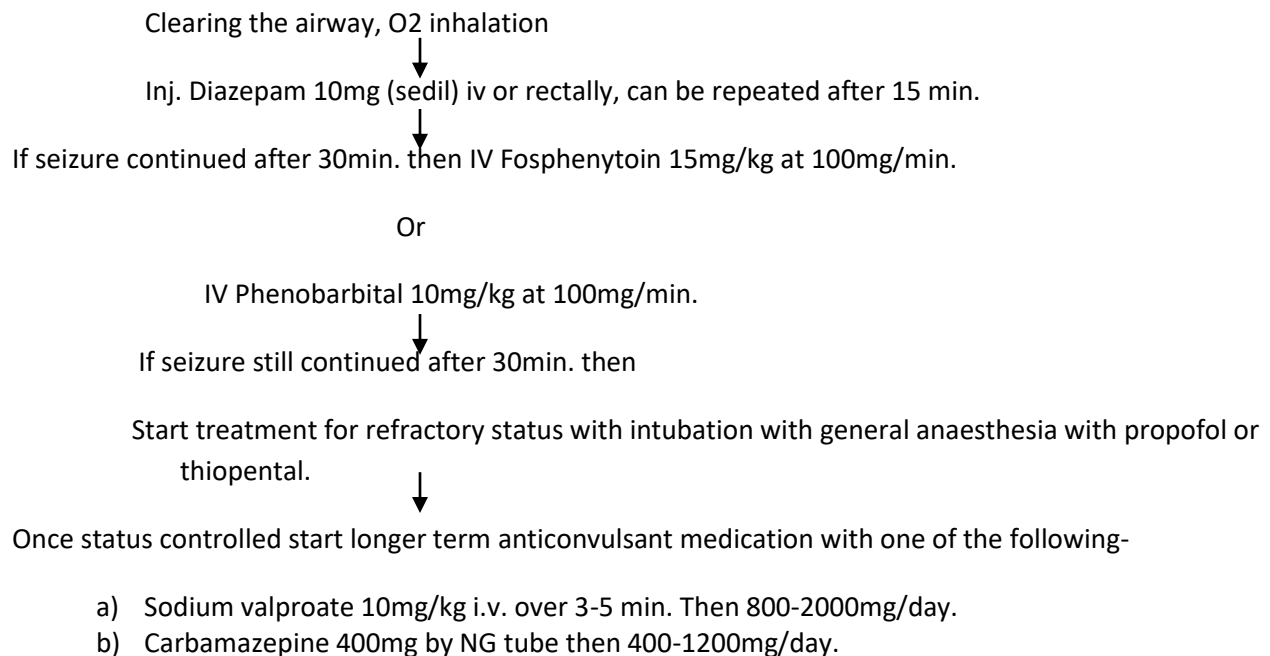 Clearing the airway, O2 inhalation
Inj. Diazepam 10mg (sedil) iv or rectally, can be repeated after 15 min.
If seizure continued after 30min. then IV Fosphenytoin 15mg/kg at 100mg/min.
Or
IV Phenobarbital 10mg/kg at 100mg/min.
If seizure still continued after 30min. then
Start treatment for refractory status with intubation with general anaesthesia with propofol or
thiopental.
Once status controlled start longer term anticonvulsant medication with one of the following-
a) Sodium valproate 10mg/kg i.v. over 3-5 min. Then 800-2000mg/day.
b) Carbamazepine 400mg by NG tube then 400-1200mg/day.